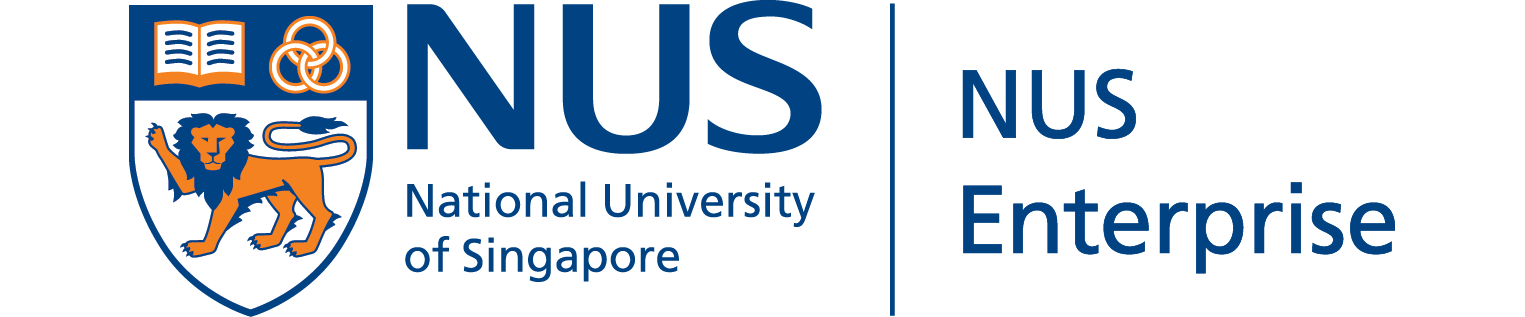 NUS
National University
of Singapore
NUS
Enterprise